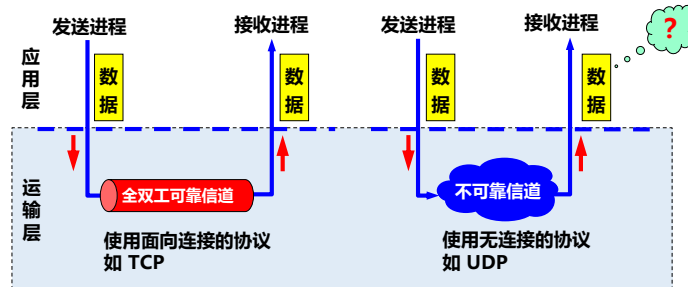 发送进程
接收进程
发送进程
接收进程
?
应用层
数据
数据
数据
数据
运输层
全双工可靠信道
不可靠信道
使用面向连接的协议
如 TCP
使用无连接的协议
如 UDP